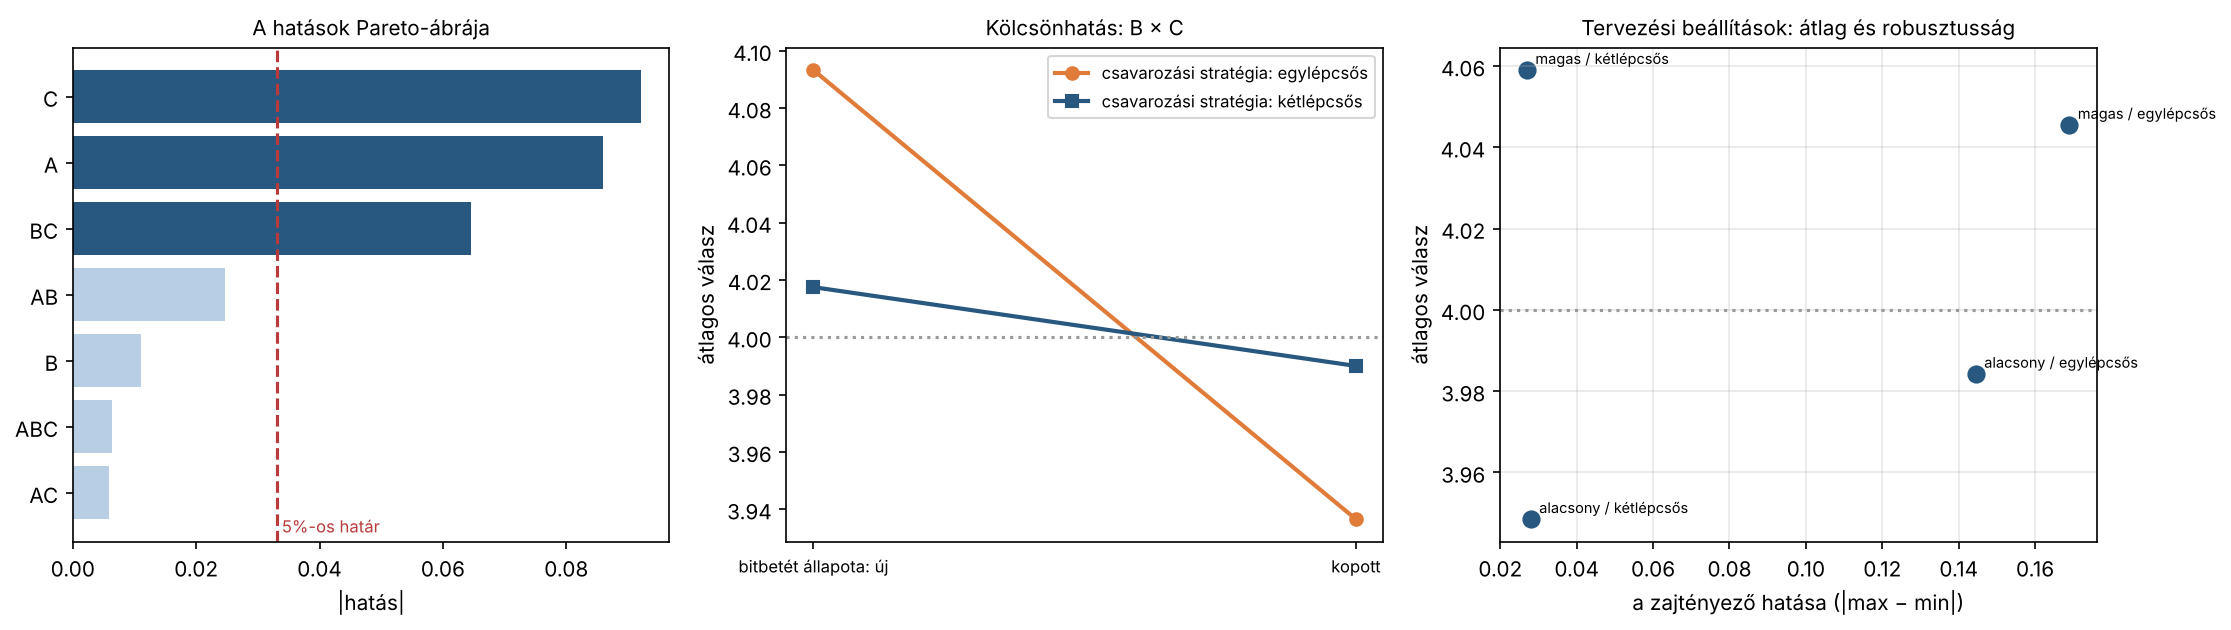 A hatások Pareto-ábrája
C
A
BC
AB
B
ABC
AC
5%-os határ
0.00 0.02 0.04 0.06 0.08
|hatás|
Kölcsönhatás: B × C
csavarozási stratégia: egylépcsős
csavarozási stratégia: kétlépcsős
átlagos válasz
4.10
4.08
4.06
4.04
4.02
4.00
3.98
3.96
3.94
bitbetét állapota: új
kopott
Tervezési beállítások: átlag és robusztusság
átlagos válasz
4.06
4.04
4.02
4.00
3.98
3.96
magas / kétlépcsős
magas / egylépcsős
alacsony / egylépcsős
alacsony / kétlépcsős
0.02 0.04 0.06 0.08 0.10 0.12 0.14 0.16
a zajtényező hatása (|max − min|)